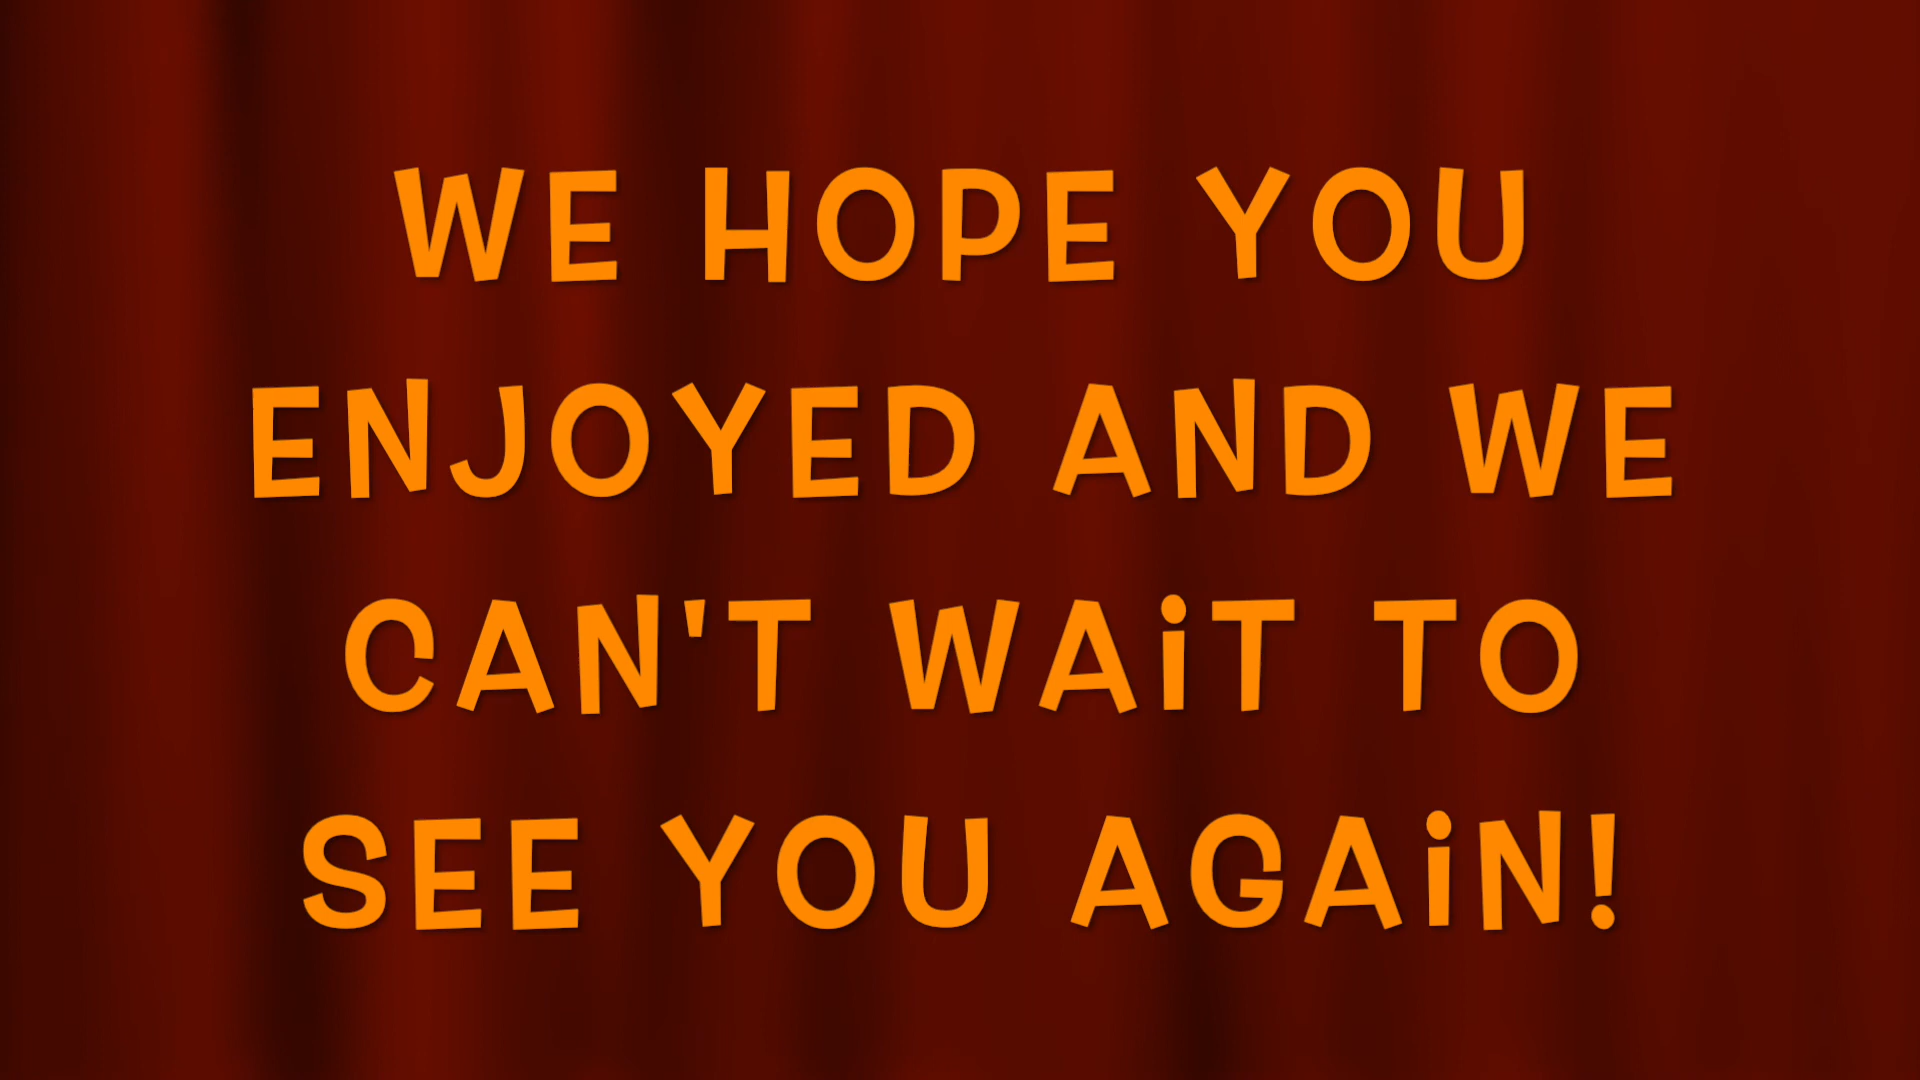 WE HOPE YOU
ENJOYED AND WE
CAN'T WAiT TO
SEE YOU AGAiN!